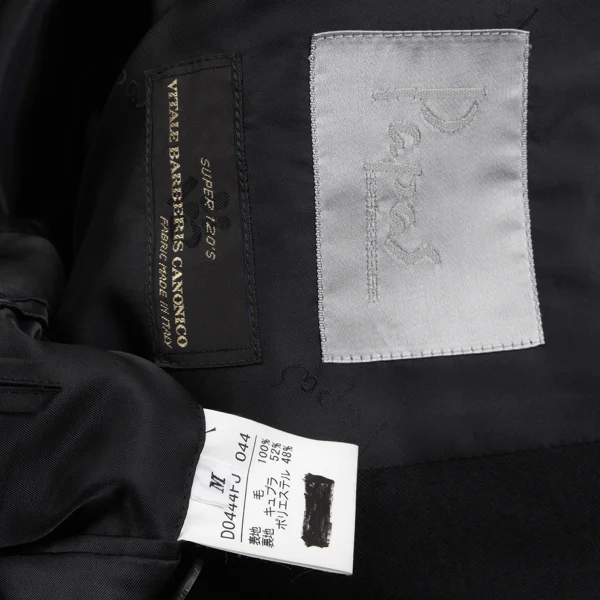 Papas
SUPER 120'S
VITALE BARBERIS CANONICO
FABRIC MADE IN ITALY
M
D0444FJ 044
表地 毛 100%
裏地 キュプラ 52%
ポリエステル 48%